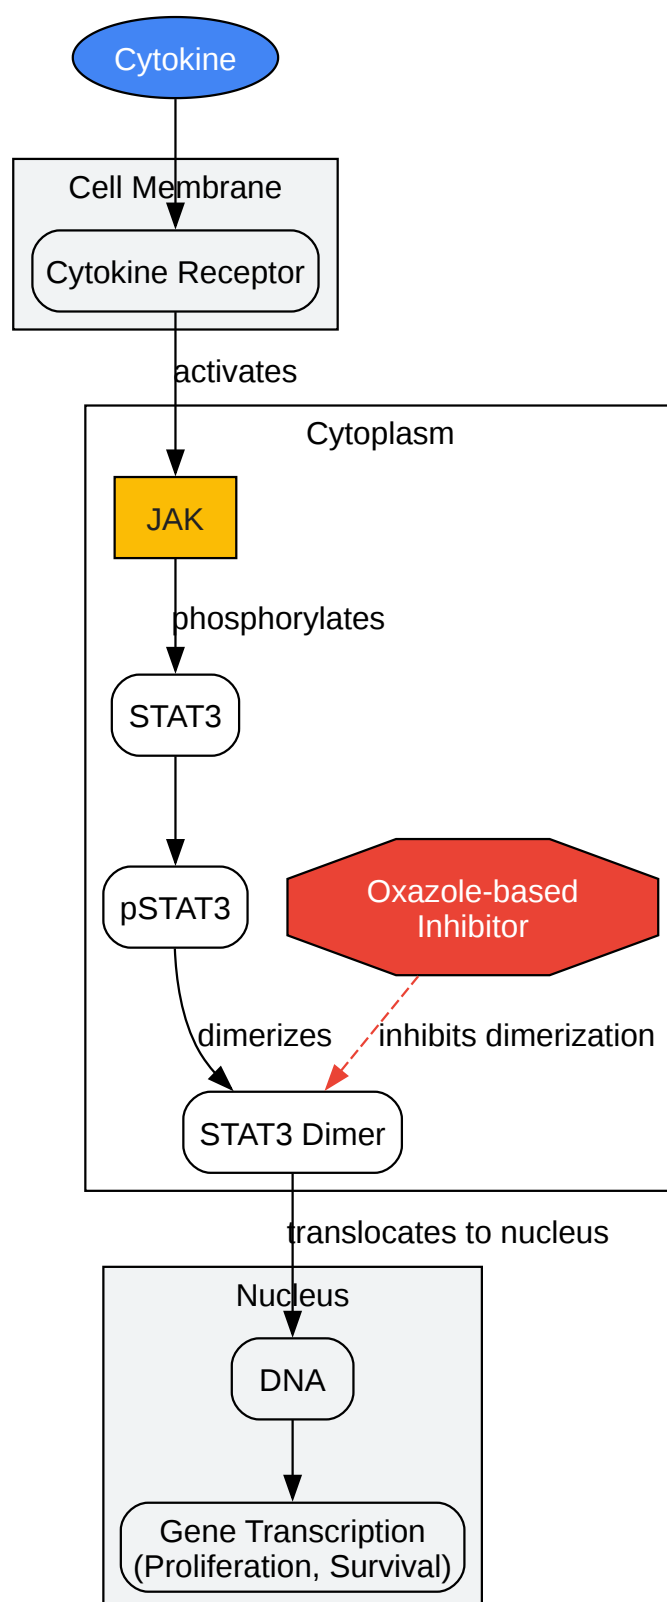 Cytokine
Cell Membrane
Cytokine Receptor
activates
Cytoplasm
JAK
phosphorylates
STAT3
pSTAT3
Oxazole-based
Inhibitor
dimerizes
inhibits dimerization
STAT3 Dimer
translocates to nucleus
Nucleus
DNA
Gene Transcription
(Proliferation, Survival)